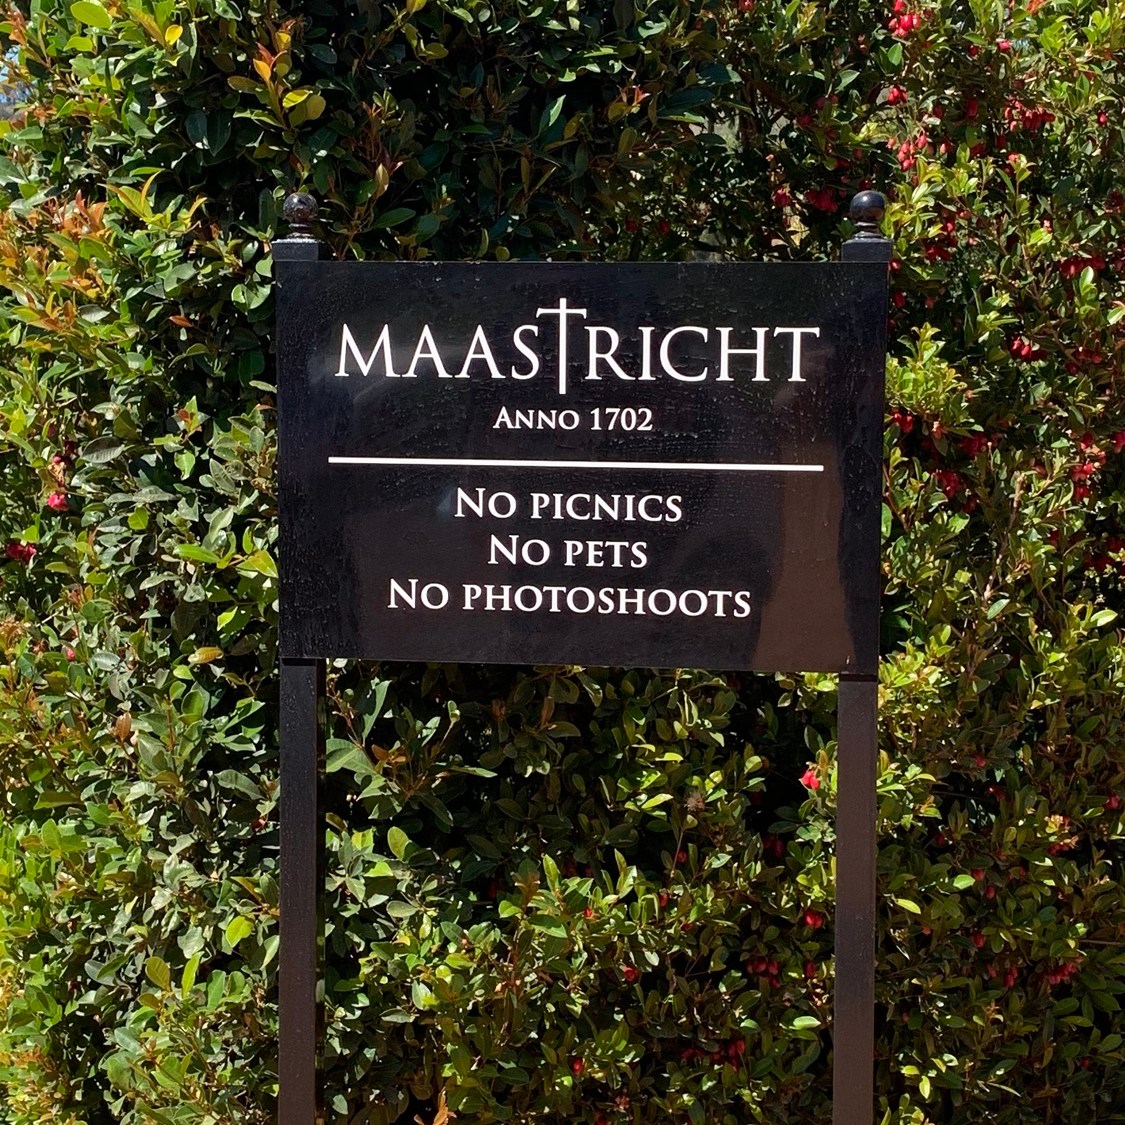 MAASTRICHT
ANNO 1702
NO PICNICS
NO PETS
NO PHOTOSHOOTS